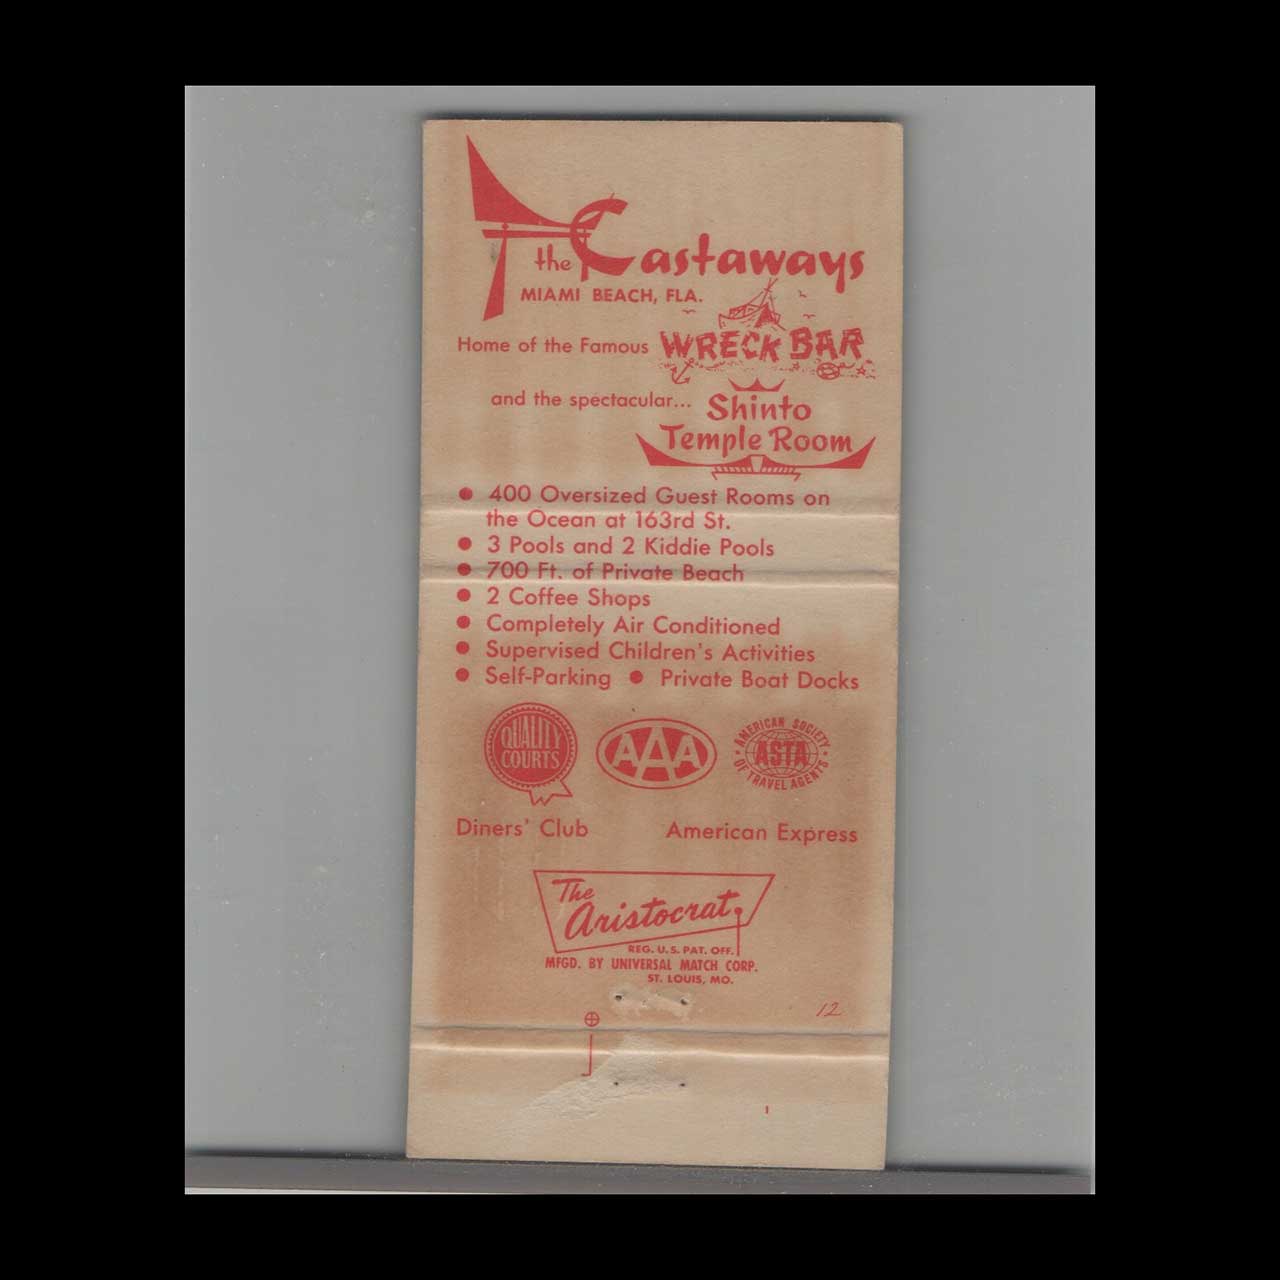 the Castaways
MIAMI BEACH, FLA.
Home of the Famous WRECK BAR
and the spectacular... Shinto
Temple Room
• 400 Oversized Guest Rooms on
the Ocean at 163rd St.
• 3 Pools and 2 Kiddie Pools
• 700 Ft. of Private Beach
• 2 Coffee Shops
• Completely Air Conditioned
• Supervised Children's Activities
• Self-Parking • Private Boat Docks
QUALITY
COURTS
AAA
AMERICAN SOCIETY
ASTA
OF TRAVEL AGENTS
Diners' Club American Express
The
Aristocrat
REG. U.S. PAT. OFF.
MFGD. BY UNIVERSAL MATCH CORP.
ST. LOUIS, MO.
12
J
1